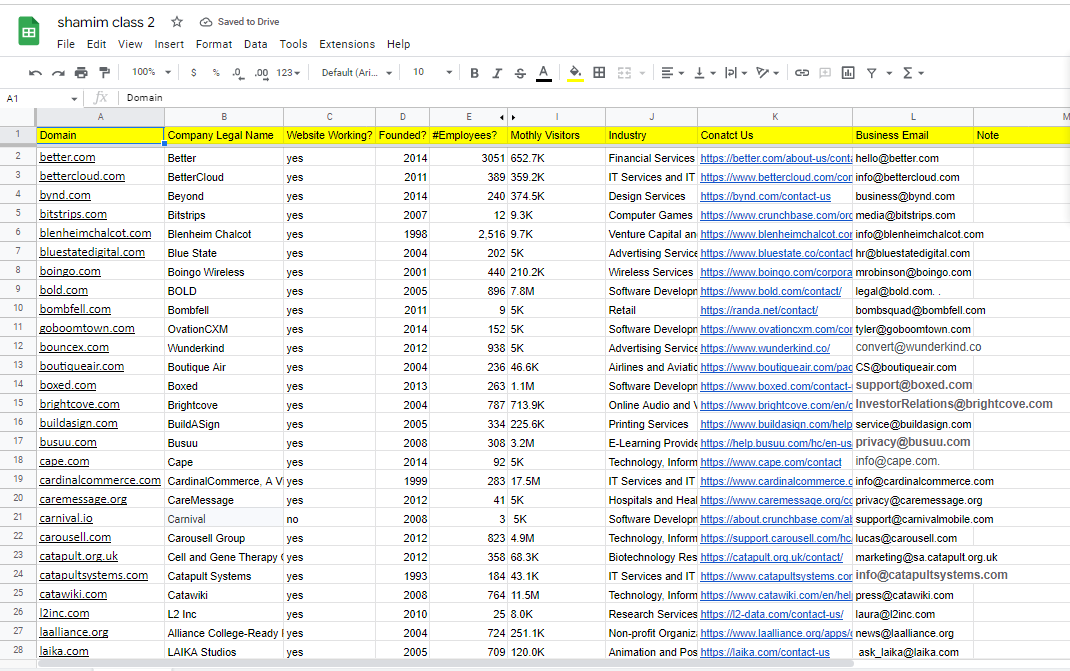 shamim class 2 Saved to Drive
File Edit View Insert Format Data Tools Extensions Help
100% $ % .0 .00 123 Default (Ari... 10 B I S A
A1 fx Domain
A B C D E I J K L M
1 Domain Company Legal Name Website Working? Founded? #Employees? Mothly Visitors Industry Conatct Us Business Email Note
2 better.com Better yes 2014 3051 652.7K Financial Services https://better.com/about-us/conta hello@better.com
3 bettercloud.com BetterCloud yes 2011 389 359.2K IT Services and IT https://www.bettercloud.com/con info@bettercloud.com
4 bynd.com Beyond yes 2014 240 374.5K Design Services https://bynd.com/contact-us business@bynd.com
5 bitstrips.com Bitstrips yes 2007 12 9.3K Computer Games https://www.crunchbase.com/orc media@bitstrips.com
6 blenheimchalcot.com Blenheim Chalcot yes 1998 2,516 9.7K Venture Capital an https://www.blenheimchalcot.cor info@blenheimchalcot.com
7 bluestatedigital.com Blue State yes 2004 202 5K Advertising Service https://www.bluestate.co/contact hr@bluestatedigital.com
8 boingo.com Boingo Wireless yes 2001 440 210.2K Wireless Services https://www.boingo.com/corpora mrobinson@boingo.com
9 bold.com BOLD yes 2005 896 7.8M Software Developn https://www.bold.com/contact/ legal@bold.com. .
10 bombfell.com Bombfell yes 2011 9 5K Retail https://randa.net/contact/ bombsquad@bombfell.com
11 goboomtown.com OvationCXM yes 2014 152 5K Software Developn https://www.ovationcxm.com/cor tyler@goboomtown.com
12 bouncex.com Wunderkind yes 2012 938 5K Advertising Service https://www.wunderkind.co/ convert@wunderkind.co
13 boutiqueair.com Boutique Air yes 2004 236 46.6K Airlines and Aviatic https://www.boutiqueair.com/pac CS@boutiqueair.com
14 boxed.com Boxed yes 2013 263 1.1M Software Developn https://www.boxed.com/contact- support@boxed.com
15 brightcove.com Brightcove yes 2004 787 713.9K Online Audio and V https://www.brightcove.com/en/c InvestorRelations@brightcove.com
16 buildasign.com BuildASign yes 2005 334 225.6K Printing Services https://www.buildasign.com/help service@buildasign.com
17 busuu.com Busuu yes 2008 308 3.2M E-Learning Provide https://help.busuu.com/hc/en-us privacy@busuu.com
18 cape.com Cape yes 2014 92 5K Technology, Inform https://www.cape.com/contact info@cape.com.
19 cardinalcommerce.com CardinalCommerce, A Vi yes 1999 283 17.5M IT Services and IT https://www.cardinalcommerce.c info@cardinalcommerce.com
20 caremessage.org CareMessage yes 2012 41 5K Hospitals and Heal https://www.caremessage.org/cc privacy@caremessage.org
21 carnival.io Carnival no 2008 3 5K Software Developn https://about.crunchbase.com/ab support@carnivalmobile.com
22 carousell.com Carousell Group yes 2012 823 4.9M Technology, Inform https://support.carousell.com/hc lucas@carousell.com
23 catapult.org.uk Cell and Gene Therapy C yes 2012 358 68.3K Biotechnology Res https://catapult.org.uk/contact/ marketing@sa.catapult.org.uk
24 catapultsystems.com Catapult Systems yes 1993 184 43.1K IT Services and IT https://www.catapultsystems.cor info@catapultsystems.com
25 catawiki.com Catawiki yes 2008 764 11.5M Technology, Inform https://www.catawiki.com/en/hel press@catawiki.com
26 l2inc.com L2 Inc yes 2010 25 8.0K Research Services https://l2-data.com/contact-us/ laura@l2inc.com
27 laalliance.org Alliance College-Ready P yes 2004 724 251.1K Non-profit Organiza https://www.laalliance.org/apps/c news@laalliance.org
28 laika.com LAIKA Studios yes 2005 709 120.0K Animation and Pos https://laika.com/contact-us ask_laika@laika.com